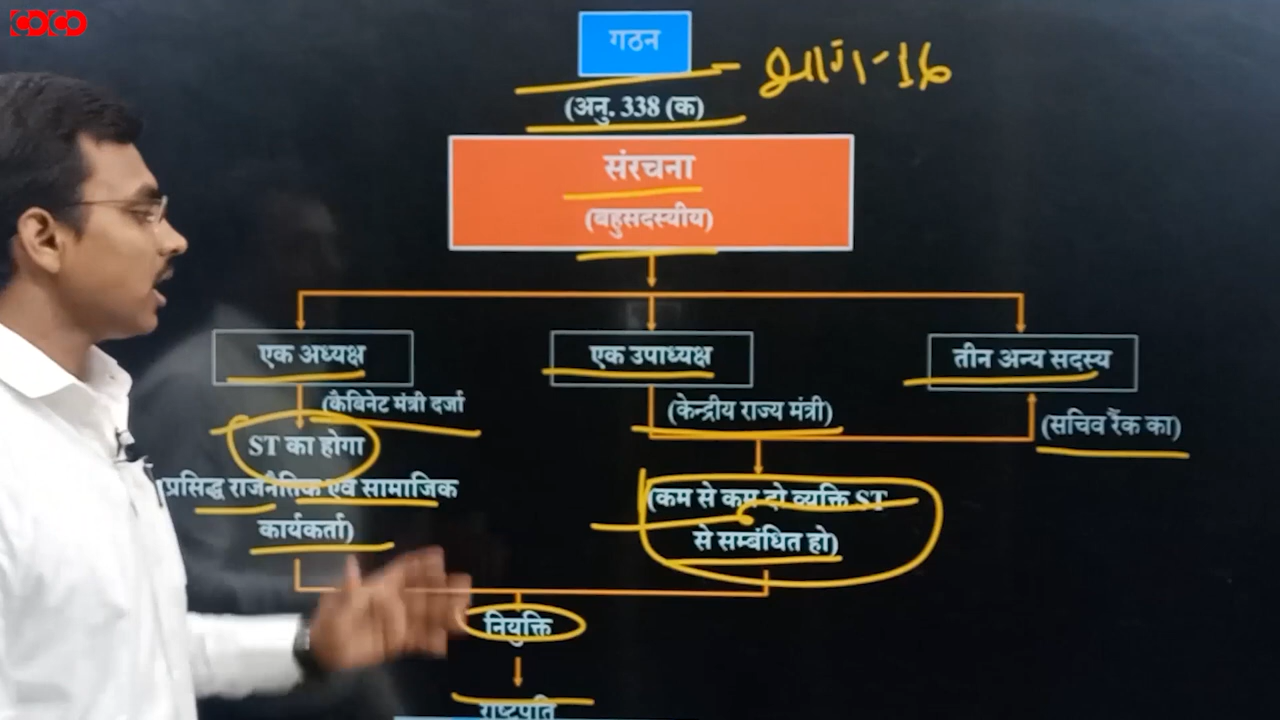 COCO
गठन
भाग-16
(अनु. 338 (क)
संरचना
(बहुसदस्यीय)
एक अध्यक्ष
एक उपाध्यक्ष
तीन अन्य सदस्य
(कैबिनेट मंत्री दर्जा
(केन्द्रीय राज्य मंत्री)
(सचिव रैंक का)
ST का होगा
(प्रसिद्ध राजनैतिक एवं सामाजिक
कार्यकर्ता)
(कम से कम दो व्यक्ति ST
से सम्बंधित हो)
नियुक्ति
राष्ट्रपति